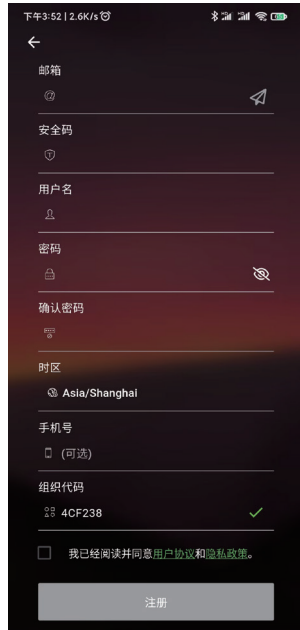 下午3:52 | 2.6K/s
邮箱
安全码
用户名
密码
确认密码
时区
Asia/Shanghai
手机号
(可选)
组织代码
4CF238
我已经阅读并同意用户协议和隐私政策。
注册